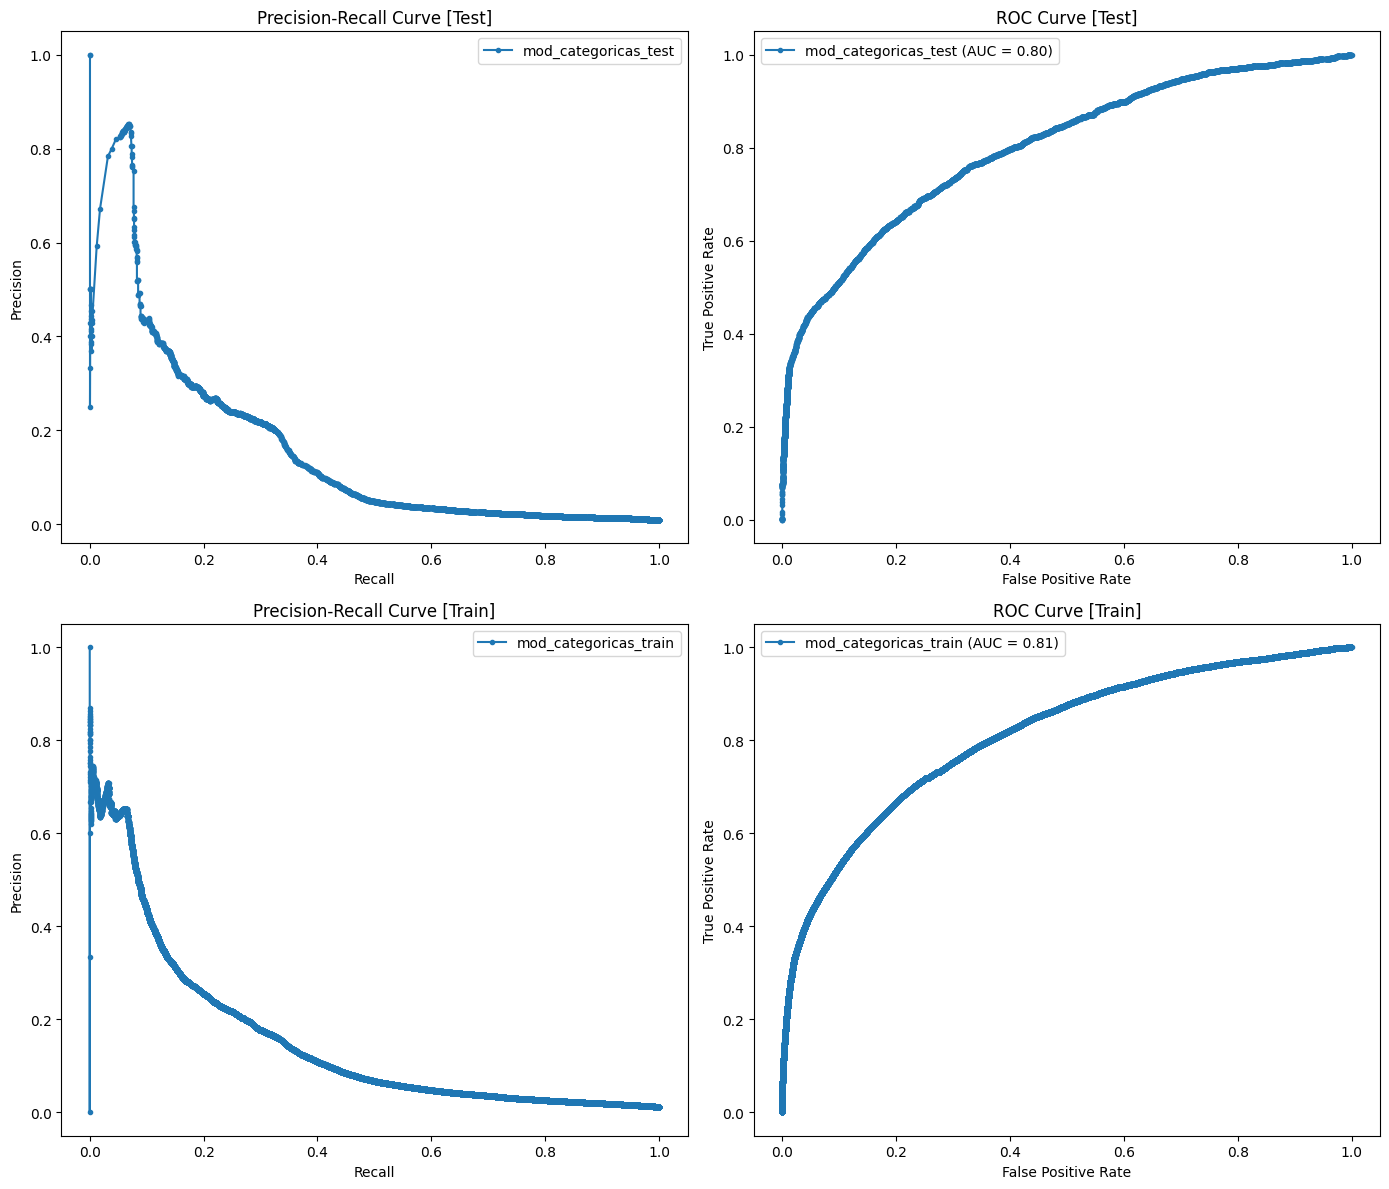 Precision-Recall Curve [Test]
mod_categoricas_test
1.0
0.8
0.6
0.4
0.2
0.0
Precision
0.0 0.2 0.4 0.6 0.8 1.0
Recall
ROC Curve [Test]
mod_categoricas_test (AUC = 0.80)
1.0
0.8
0.6
0.4
0.2
0.0
True Positive Rate
0.0 0.2 0.4 0.6 0.8 1.0
False Positive Rate
Precision-Recall Curve [Train]
mod_categoricas_train
1.0
0.8
0.6
0.4
0.2
0.0
Precision
0.0 0.2 0.4 0.6 0.8 1.0
Recall
ROC Curve [Train]
mod_categoricas_train (AUC = 0.81)
1.0
0.8
0.6
0.4
0.2
0.0
True Positive Rate
0.0 0.2 0.4 0.6 0.8 1.0
False Positive Rate